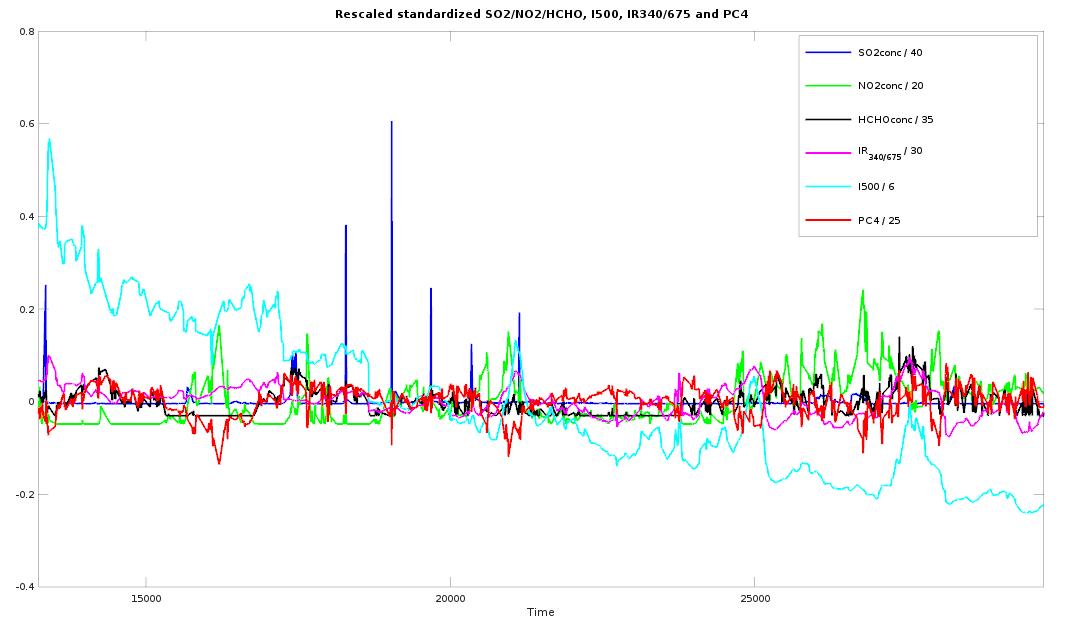 Rescaled standardized SO2/NO2/HCHO, I500, IR340/675 and PC4
0.8
SO2conc / 40
NO2conc / 20
HCHOconc / 35
IR340/675 / 30
I500 / 6
PC4 / 25
0.6
0.4
0.2
0
-0.2
-0.4
15000 20000 25000
Time